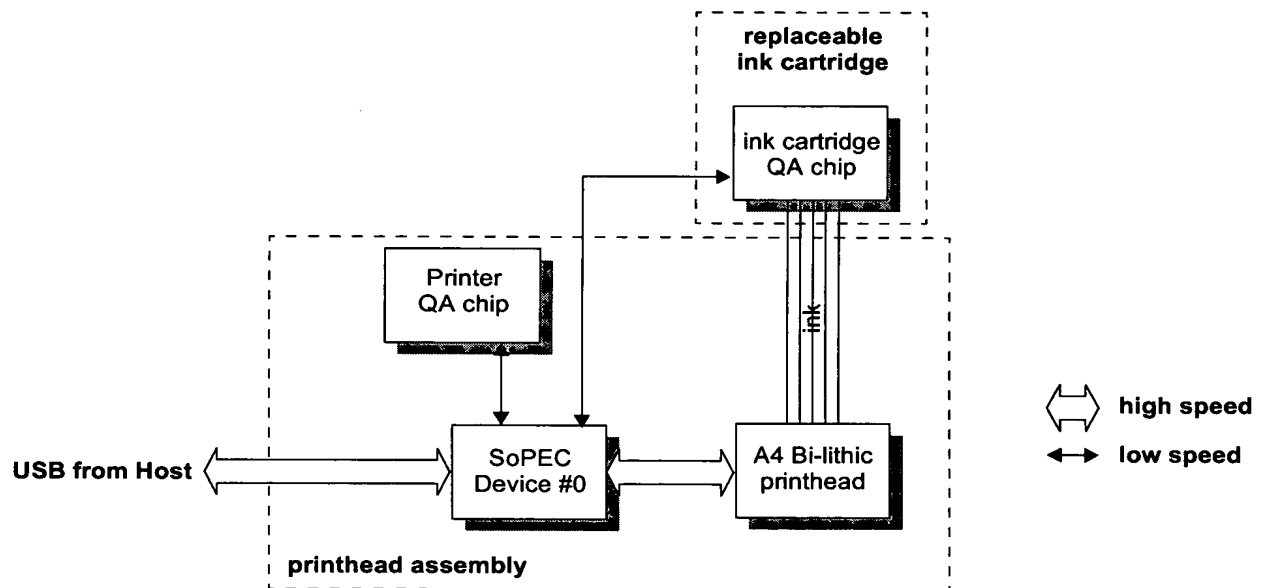 replaceable
ink cartridge
ink cartridge
QA chip
Printer
QA chip
ink
high speed
low speed
USB from Host
SoPEC
Device #0
A4 Bi-lithic
printhead
printhead assembly